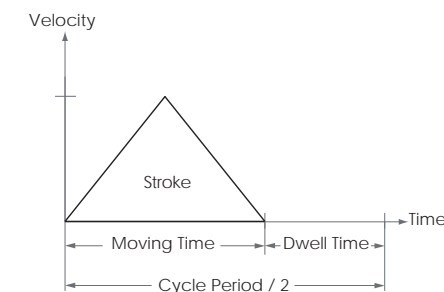 Velocity
Stroke
Time
Moving Time
Dwell Time
Cycle Period / 2